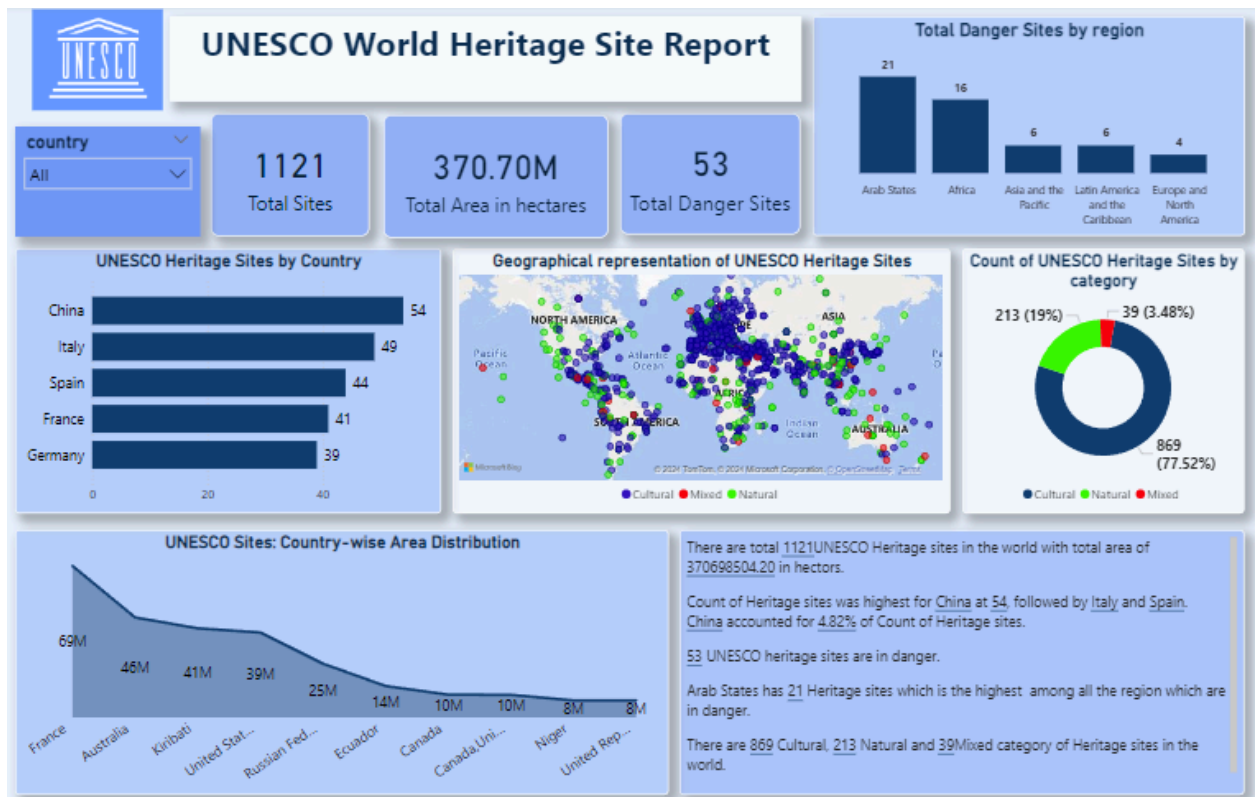 UNESCO
UNESCO World Heritage Site Report
country
All
1121
Total Sites
370.70M
Total Area in hectares
53
Total Danger Sites
Total Danger Sites by region
21
16
6
6
4
Arab States
Africa
Asia and the
Pacific
Latin America
and the
Caribbean
Europe and
North
America
UNESCO Heritage Sites by Country
China
54
Italy
49
Spain
44
France
41
Germany
39
0
20
40
Geographical representation of UNESCO Heritage Sites
NORTH AMERICA
ASIA
Pacific
Ocean
Atlantic
Ocean
SOUTH AMERICA
Indian
Ocean
AUSTRALIA
Microsoft Bing
© 2024 TomTom, © 2024 Microsoft Corporation, © OpenStreetMap Terms
Cultural Mixed Natural
Count of UNESCO Heritage Sites by
category
213 (19%)
39 (3.48%)
869
(77.52%)
Cultural Natural Mixed
UNESCO Sites: Country-wise Area Distribution
69M
46M
41M
39M
25M
14M
10M
10M
8M
8M
France
Australia
Kiribati
United Stat...
Russian Fed...
Ecuador
Canada
Canada,Uni...
Niger
United Rep...
There are total 1121UNESCO Heritage sites in the world with total area of
370698504.20 in hectors.
Count of Heritage sites was highest for China at 54, followed by Italy and Spain.
China accounted for 4.82% of Count of Heritage sites.
53 UNESCO heritage sites are in danger.
Arab States has 21 Heritage sites which is the highest among all the region which are
in danger.
There are 869 Cultural, 213 Natural and 39Mixed category of Heritage sites in the
world.